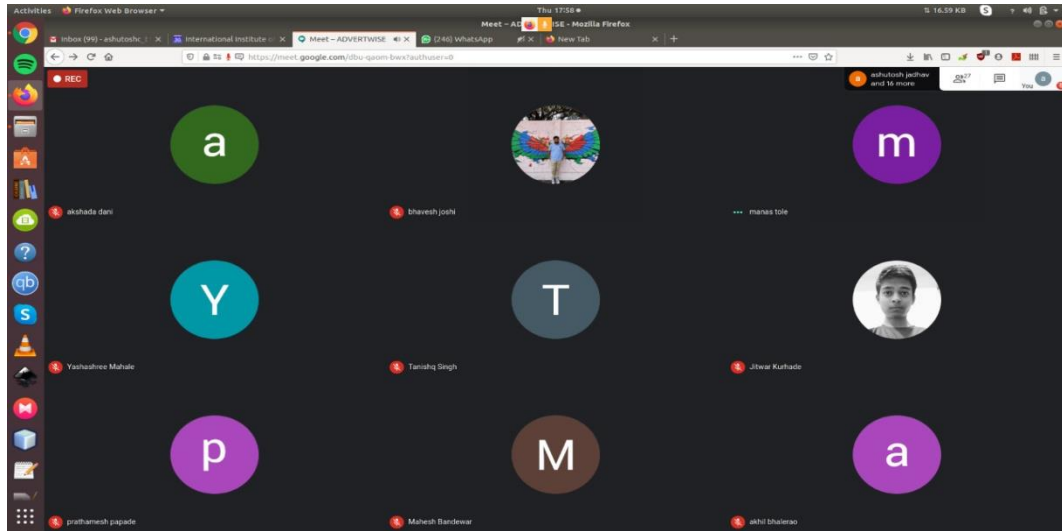 Activities Firefox Web Browser Thu 17:58 16.59 KB
Meet – AD ISE - Mozilla Firefox
Inbox (99) - ashutoshc_ International Institute Meet – ADVERTWISE (246) WhatsApp New Tab
https://meet.google.com/dbu-qaom-bwx?authuser=0
REC
a ashutosh jadhav
and 16 more
27
You
a m
akshada dani bhavesh joshi manas tole
Y T
Yashashree Mahale Tanishq Singh Jitwar Kurhade
p M a
prathamesh papade Mahesh Bandewar akhil bhalerao